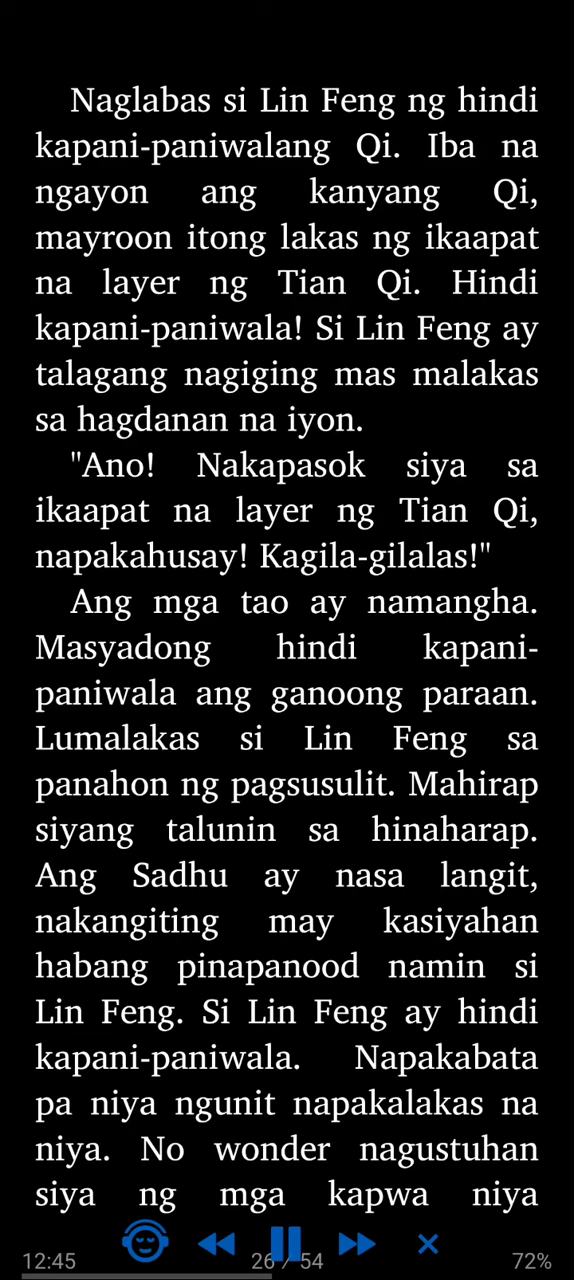 Naglabas si Lin Feng ng hindi
kapani-paniwalang Qi. Iba na
ngayon ang kanyang Qi,
mayroon itong lakas ng ikaapat
na layer ng Tian Qi. Hindi
kapani-paniwala! Si Lin Feng ay
talagang nagiging mas malakas
sa hagdanan na iyon.
"Ano! Nakapasok siya sa
ikaapat na layer ng Tian Qi,
napakahusay! Kagila-gilalas!"
Ang mga tao ay namangha.
Masyadong hindi kapani-
paniwala ang ganoong paraan.
Lumalakas si Lin Feng sa
panahon ng pagsusulit. Mahirap
siyang talunin sa hinaharap.
Ang Sadhu ay nasa langit,
nakangiting may kasiyahan
habang pinapanood namin si
Lin Feng. Si Lin Feng ay hindi
kapani-paniwala. Napakabata
pa niya ngunit napakalakas na
niya. No wonder nagustuhan
siya ng mga kapwa niya
12:45 26 / 54 72%